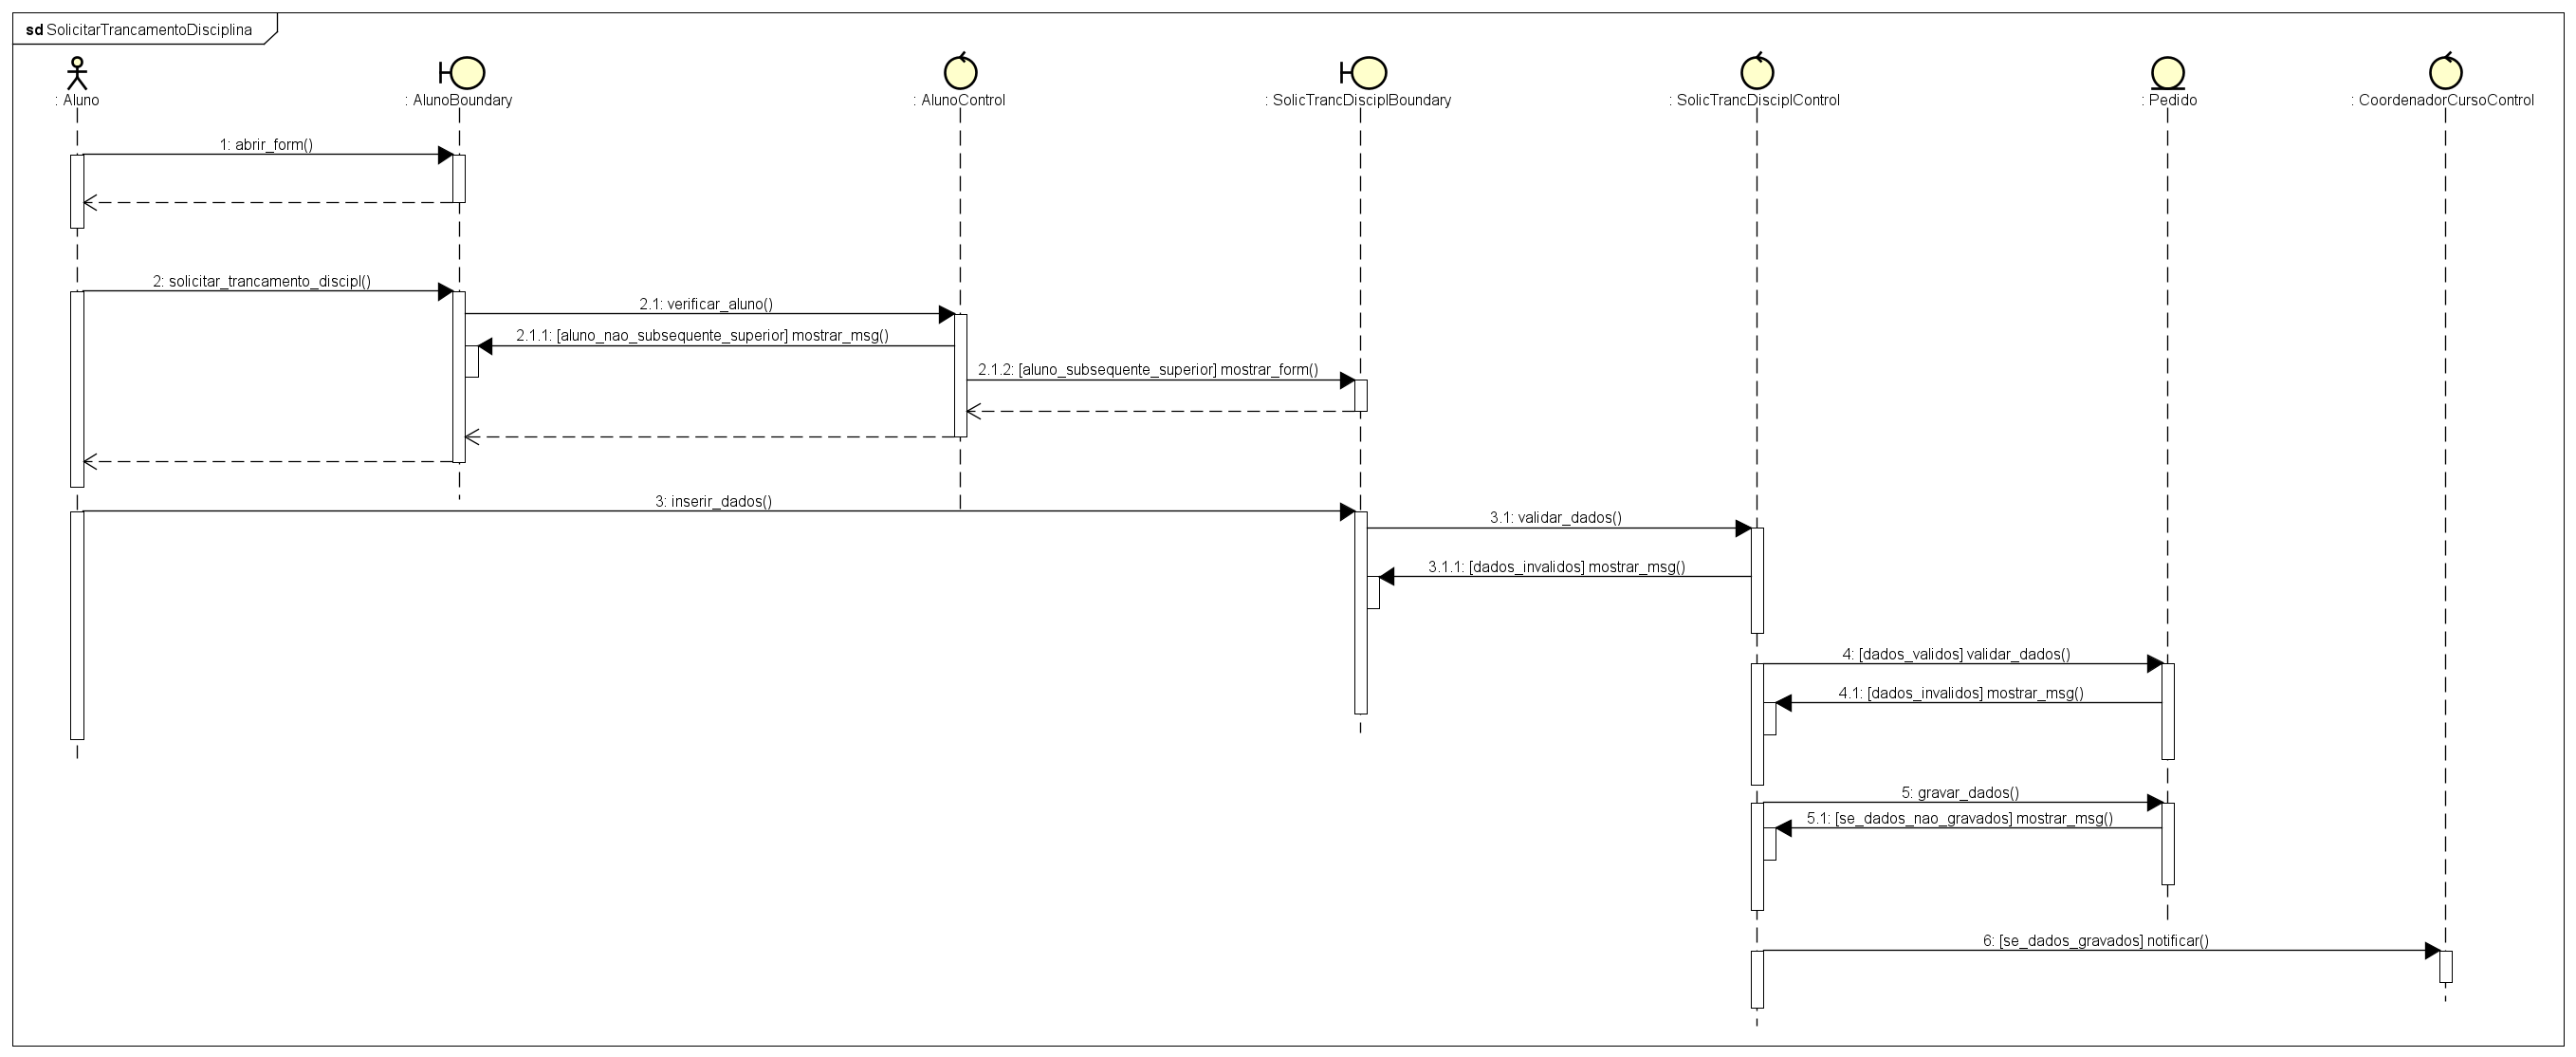 sd SolicitarTrancamentoDisciplina
: Aluno
: AlunoBoundary
: AlunoControl
: SolicTrancDisciplBoundary
: SolicTrancDisciplControl
: Pedido
: CoordenadorCursoControl
1: abrir_form()
2: solicitar_trancamento_discipl()
2.1: verificar_aluno()
2.1.1: [aluno_nao_subsequente_superior] mostrar_msg()
2.1.2: [aluno_subsequente_superior] mostrar_form()
3: inserir_dados()
3.1: validar_dados()
3.1.1: [dados_invalidos] mostrar_msg()
4: [dados_validos] validar_dados()
4.1: [dados_invalidos] mostrar_msg()
5: gravar_dados()
5.1: [se_dados_nao_gravados] mostrar_msg()
6: [se_dados_gravados] notificar()